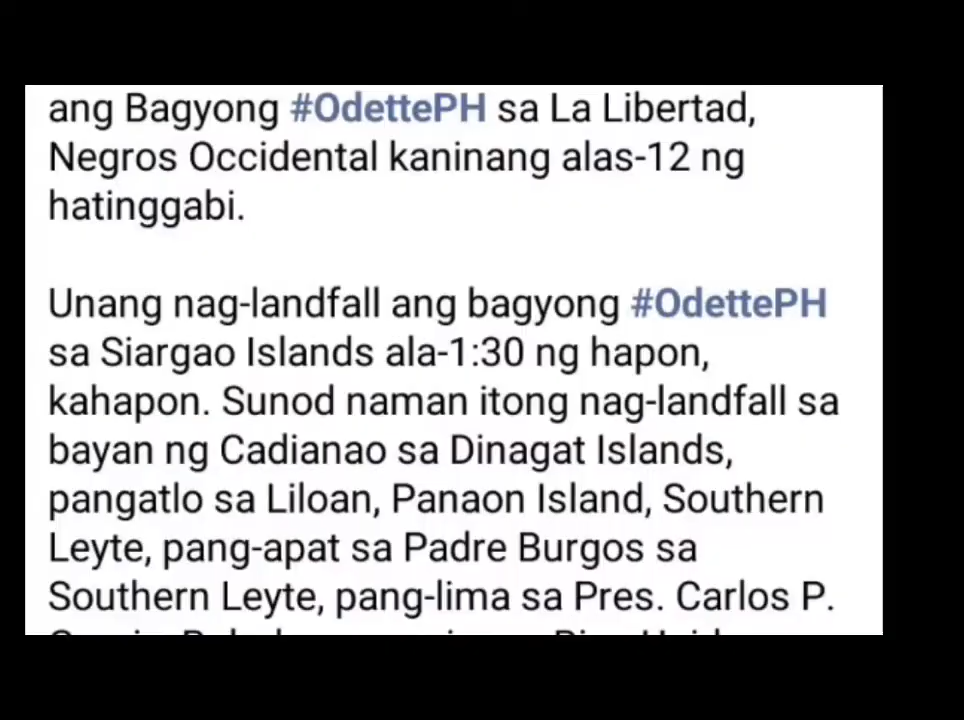 ang Bagyong #OdettePH sa La Libertad,
Negros Occidental kaninang alas-12 ng
hatinggabi.
Unang nag-landfall ang bagyong #OdettePH
sa Siargao Islands ala-1:30 ng hapon,
kahapon. Sunod naman itong nag-landfall sa
bayan ng Cadianao sa Dinagat Islands,
pangatlo sa Liloan, Panaon Island, Southern
Leyte, pang-apat sa Padre Burgos sa
Southern Leyte, pang-lima sa Pres. Carlos P.